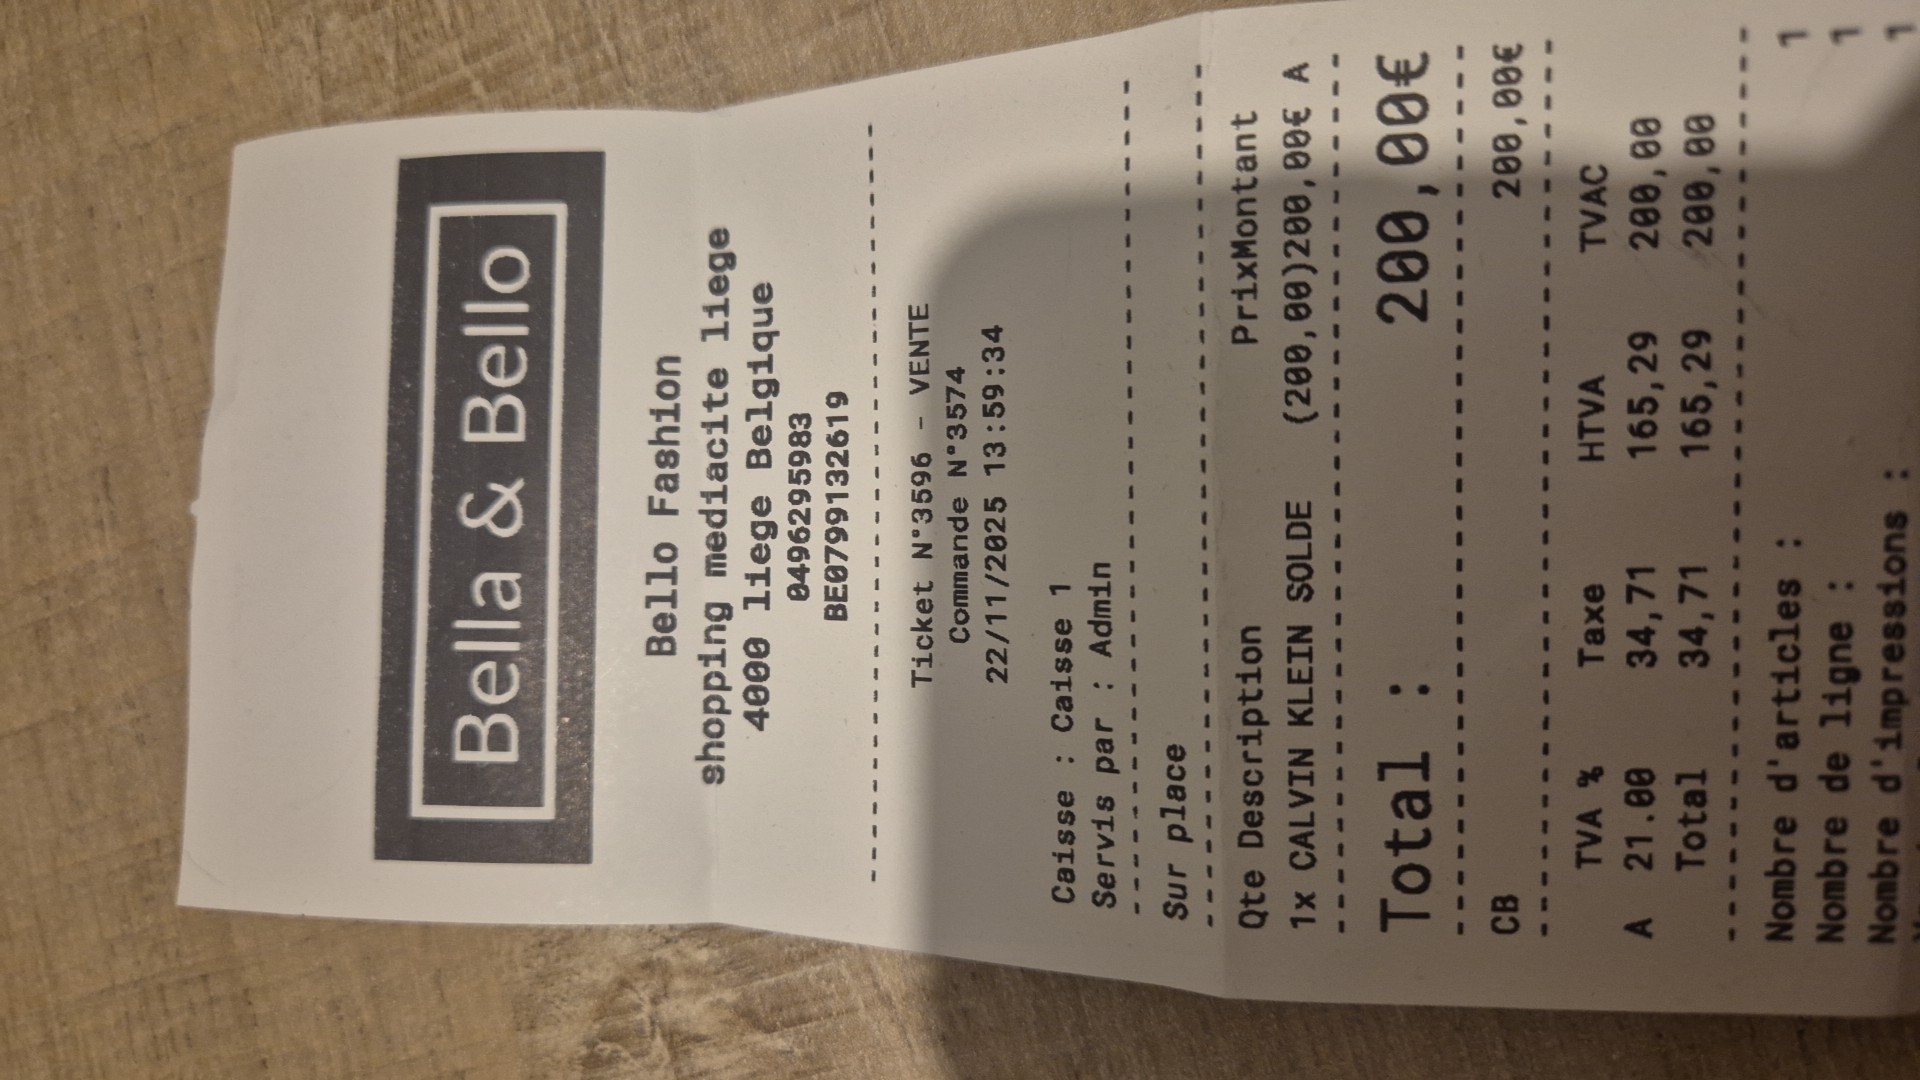 Bella & Bello
Bello Fashion
shopping mediacite liege
4000 liege Belgique
0496295983
BE0799132619
Ticket N°3596 - VENTE
Commande N°3574
22/11/2025 13:59:34
Caisse : Caisse 1
Servis par : Admin
Sur place
Qte Description PrixMontant
1x CALVIN KLEIN SOLDE (200,00)200,00€ A
Total : 200,00€
CB 200,00€
TVA % Taxe HTVA TVAC
A 21.00 34,71 165,29 200,00
Total 34,71 165,29 200,00
Nombre d'articles : 1
Nombre de ligne : 1
Nombre d'impressions : 1